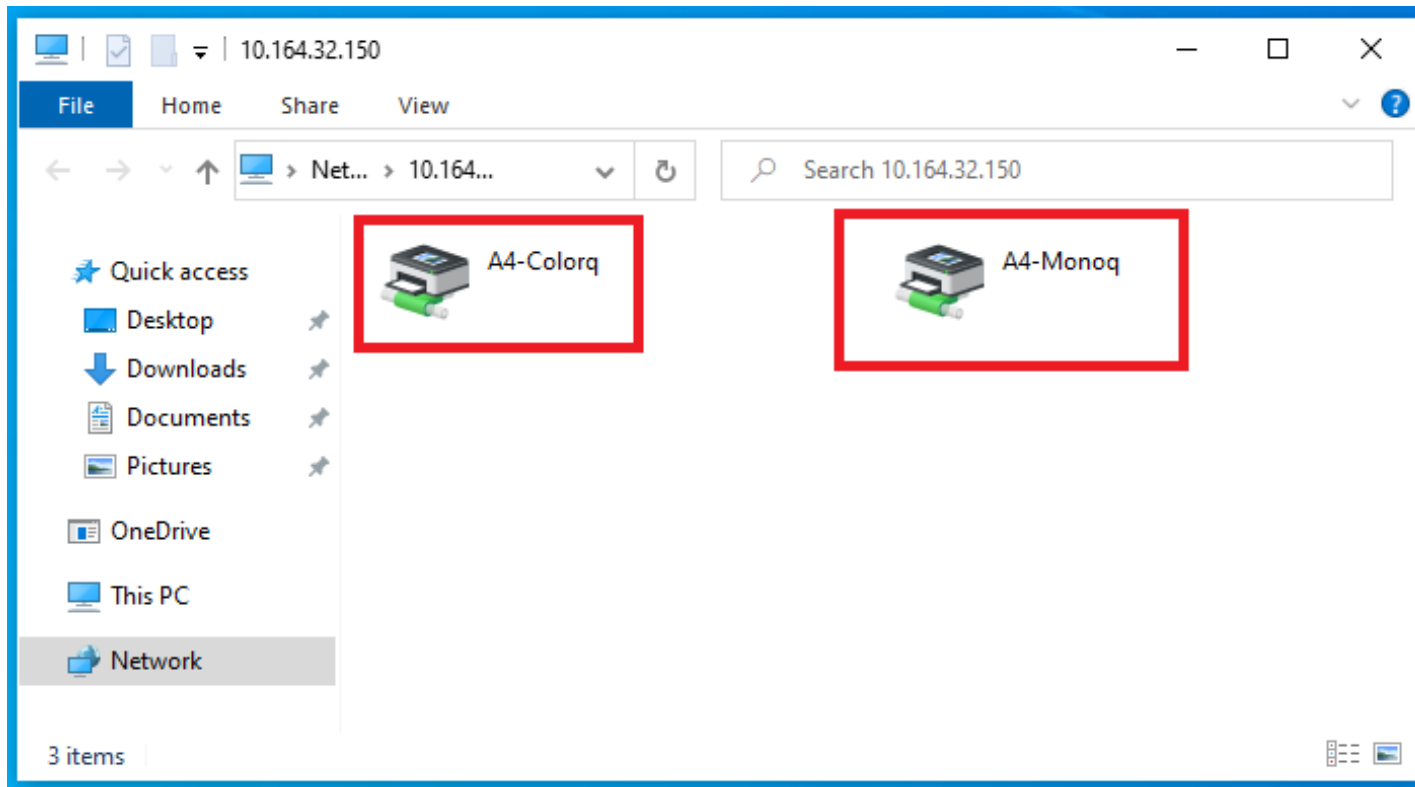 10.164.32.150
File Home Share View
Net... 10.164... Search 10.164.32.150
Quick access
Desktop
Downloads
Documents
Pictures
OneDrive
This PC
Network
A4-Colorq
A4-Monoq
3 items